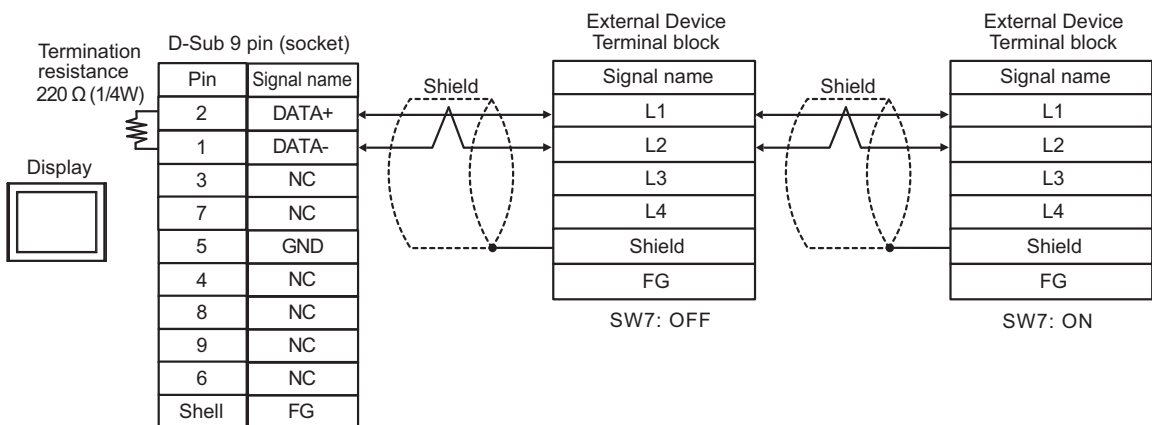 Termination
resistance
220 Ω (1/4W)
Display
D-Sub 9 pin (socket)
Pin Signal name
2 DATA+
1 DATA-
3 NC
7 NC
5 GND
4 NC
8 NC
9 NC
6 NC
Shell FG
Shield
External Device
Terminal block
Signal name
L1
L2
L3
L4
Shield
FG
SW7: OFF
Shield
External Device
Terminal block
Signal name
L1
L2
L3
L4
Shield
FG
SW7: ON